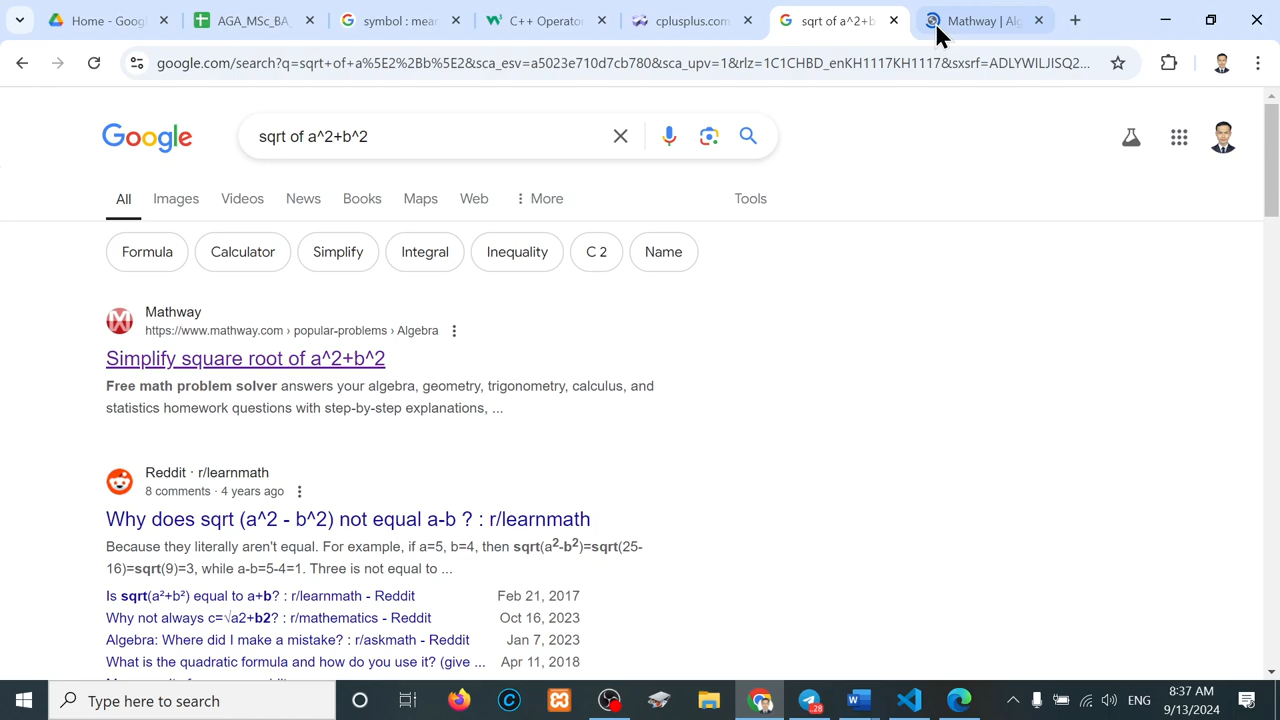 Home - Goog
AGA_MSc_BA_
symbol : mea
C++ Operato
cplusplus.com
sqrt of a^2+b
Mathway | Alg
google.com/search?q=sqrt+of+a%5E2%2Bb%5E2&sca_esv=a5023e710d7cb780&sca_upv=1&rlz=1C1CHBD_enKH1117KH1117&sxsrf=ADLYWILJISQ2...
Google
sqrt of a^2+b^2
All Images Videos News Books Maps Web More Tools
Formula Calculator Simplify Integral Inequality C 2 Name
Mathway
https://www.mathway.com › popular-problems › Algebra
Simplify square root of a^2+b^2
Free math problem solver answers your algebra, geometry, trigonometry, calculus, and
statistics homework questions with step-by-step explanations, ...
Reddit · r/learnmath
8 comments · 4 years ago
Why does sqrt (a^2 - b^2) not equal a-b ? : r/learnmath
Because they literally aren't equal. For example, if a=5, b=4, then sqrt(a²-b²)=sqrt(25-
16)=sqrt(9)=3, while a-b=5-4=1. Three is not equal to ...
Is sqrt(a²+b²) equal to a+b? : r/learnmath - Reddit Feb 21, 2017
Why not always c=√a2+b2? : r/mathematics - Reddit Oct 16, 2023
Algebra: Where did I make a mistake? : r/askmath - Reddit Jan 7, 2023
What is the quadratic formula and how do you use it? (give ... Apr 11, 2018
Type here to search
28
ENG
8:37 AM
9/13/2024